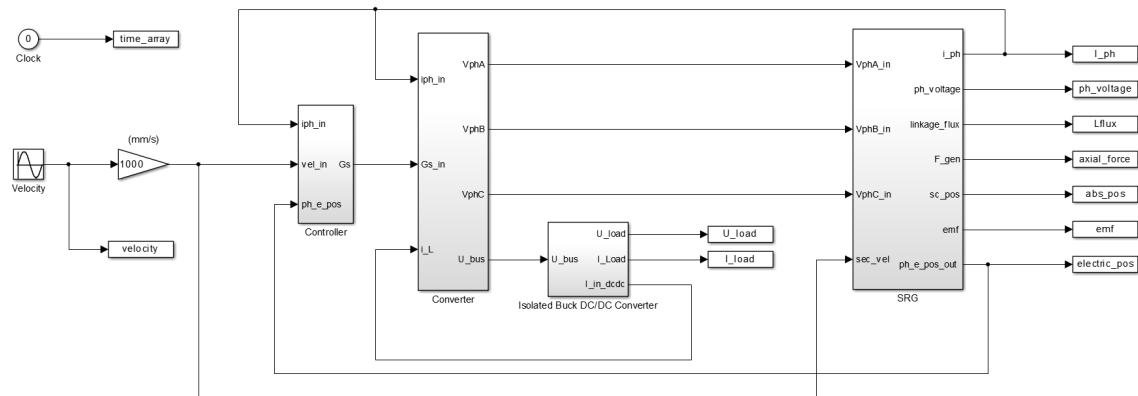 0
Clock
time_array
Velocity
(mm/s)
1000
velocity
iph_in
vel_in
ph_e_pos
Gs
Controller
iph_in
Gs_in
i_L
VphA
VphB
VphC
U_bus
Converter
U_bus
U_load
I_Load
I_in_dcdc
Isolated Buck DC/DC Converter
U_load
I_load
VphA_in
VphB_in
VphC_in
sec_vel
i_ph
ph_voltage
linkage_flux
F_gen
sc_pos
emf
ph_e_pos_out
SRG
I_ph
ph_voltage
Lflux
axial_force
abs_pos
emf
electric_pos